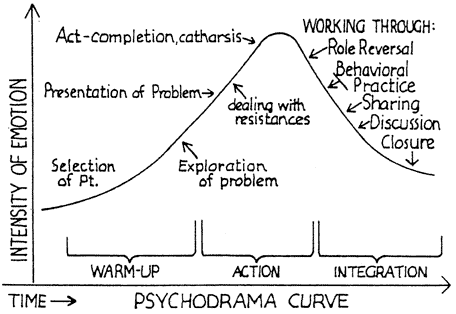 WORKING THROUGH:
Act-completion, catharsis
Role Reversal
Behavioral
Practice
Presentation of Problem
Sharing
dealing with
resistances
Discussion
Closure
Selection
of Pt.
Exploration
of problem
INTENSITY OF EMOTION
WARM-UP
ACTION
INTEGRATION
TIME
PSYCHODRAMA CURVE